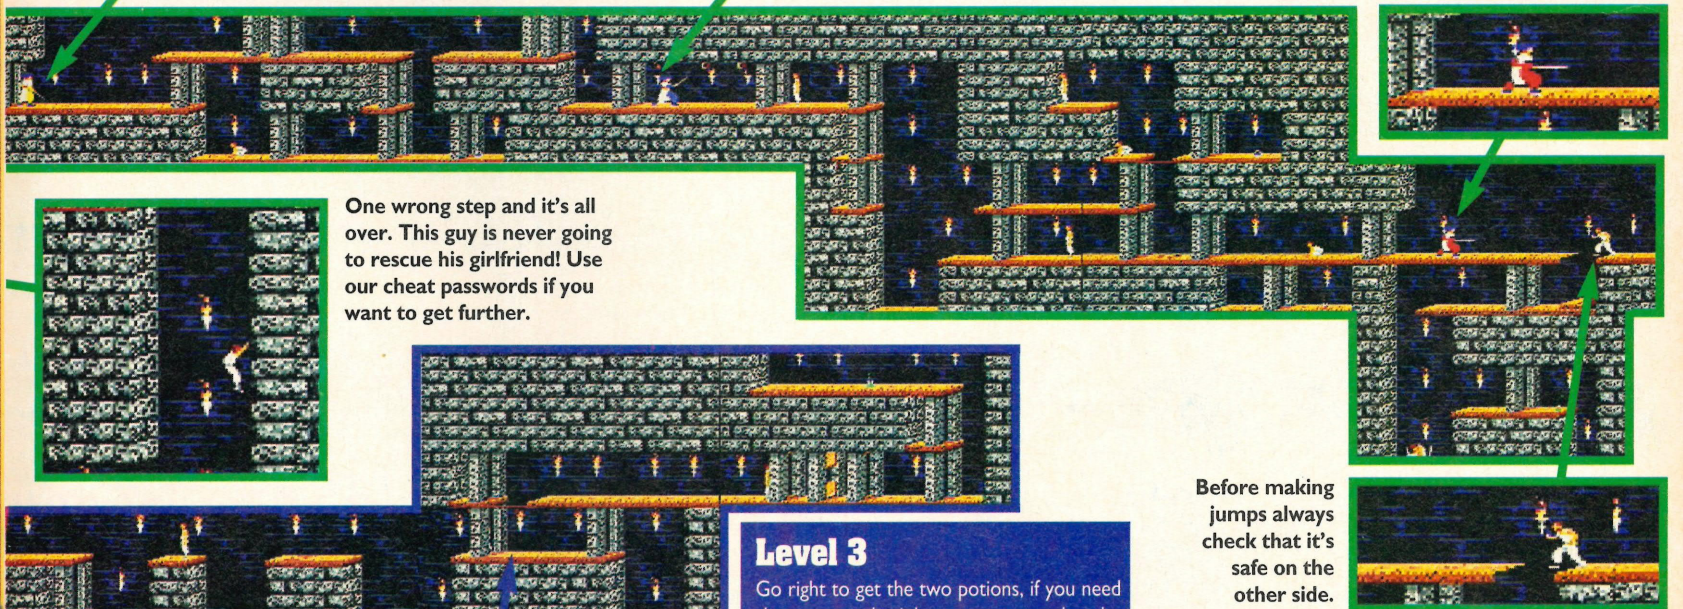 One wrong step and it's all
over. This guy is never going
to rescue his girlfriend! Use
our cheat passwords if you
want to get further.
Before making
jumps always
check that it's
safe on the
other side.
Level 3
Go right to get the two potions, if you need